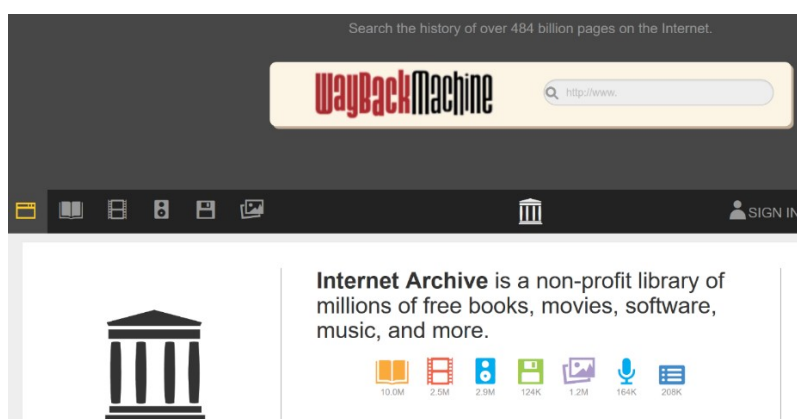 Search the history of over 484 billion pages on the Internet.
WayBackMachine
http://www.
SIGN IN
Internet Archive is a non-profit library of
millions of free books, movies, software,
music, and more.
10.0M 2.5M 2.9M 124K 1.2M 164K 208K